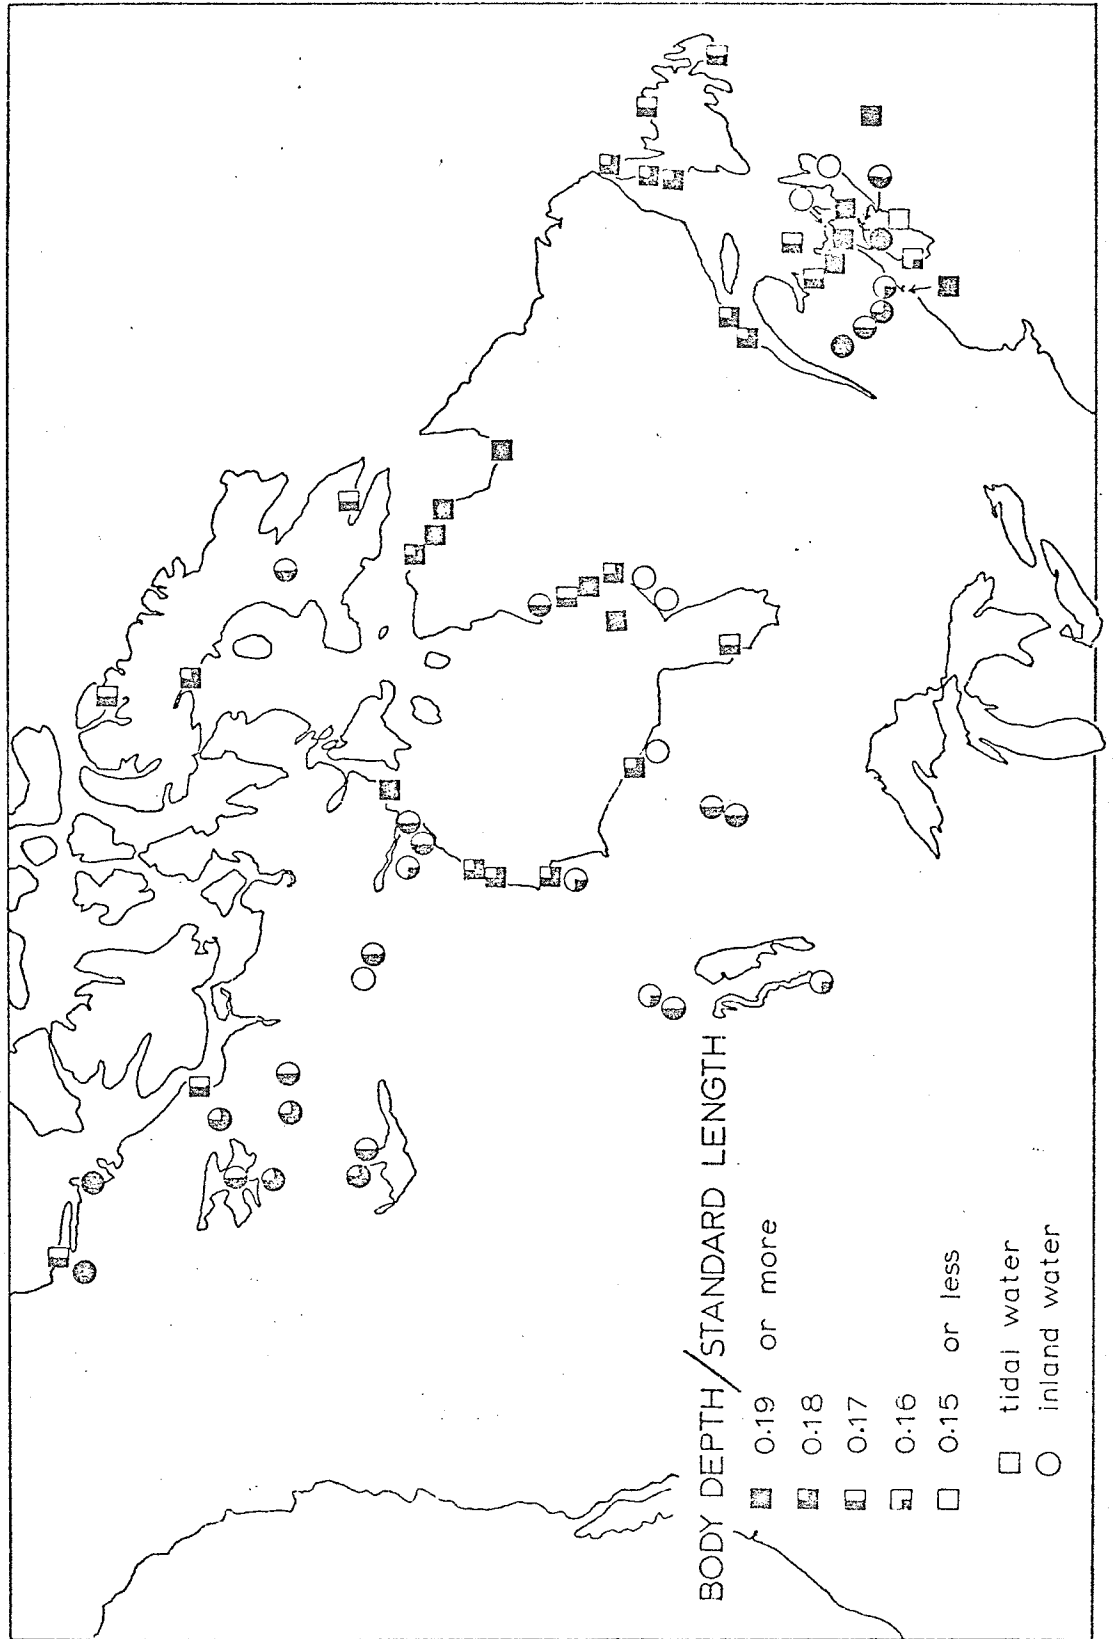 BODY DEPTH/STANDARD LENGTH
0·19 or more
0·18
0·17
0·16
0·15 or less
tidal water
inland water